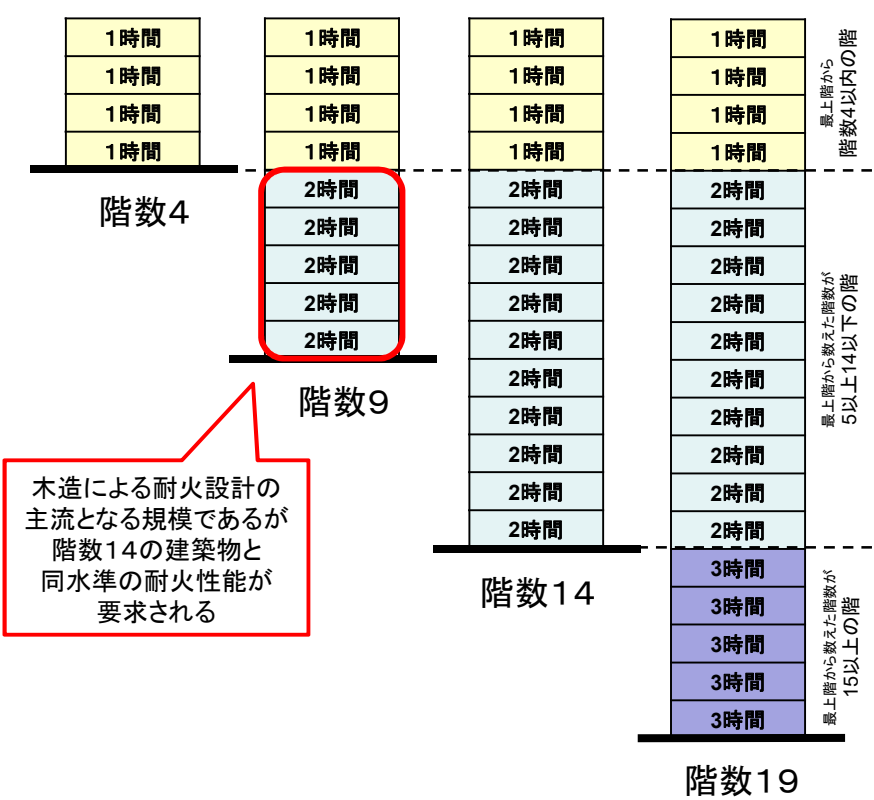 1時間
1時間
1時間
1時間
階数4
1時間
1時間
1時間
1時間
2時間
2時間
2時間
2時間
2時間
階数9
木造による耐火設計の
主流となる規模であるが
階数14の建築物と
同水準の耐火性能が
要求される
1時間
1時間
1時間
1時間
2時間
2時間
2時間
2時間
2時間
2時間
2時間
2時間
2時間
2時間
階数14
1時間
1時間
1時間
1時間
2時間
2時間
2時間
2時間
2時間
2時間
2時間
2時間
2時間
2時間
3時間
3時間
3時間
3時間
3時間
階数19
最上階から
階数4以内の階
最上階から数えた階数が
5以上14以下の階
最上階から数えた階数が
15以上の階